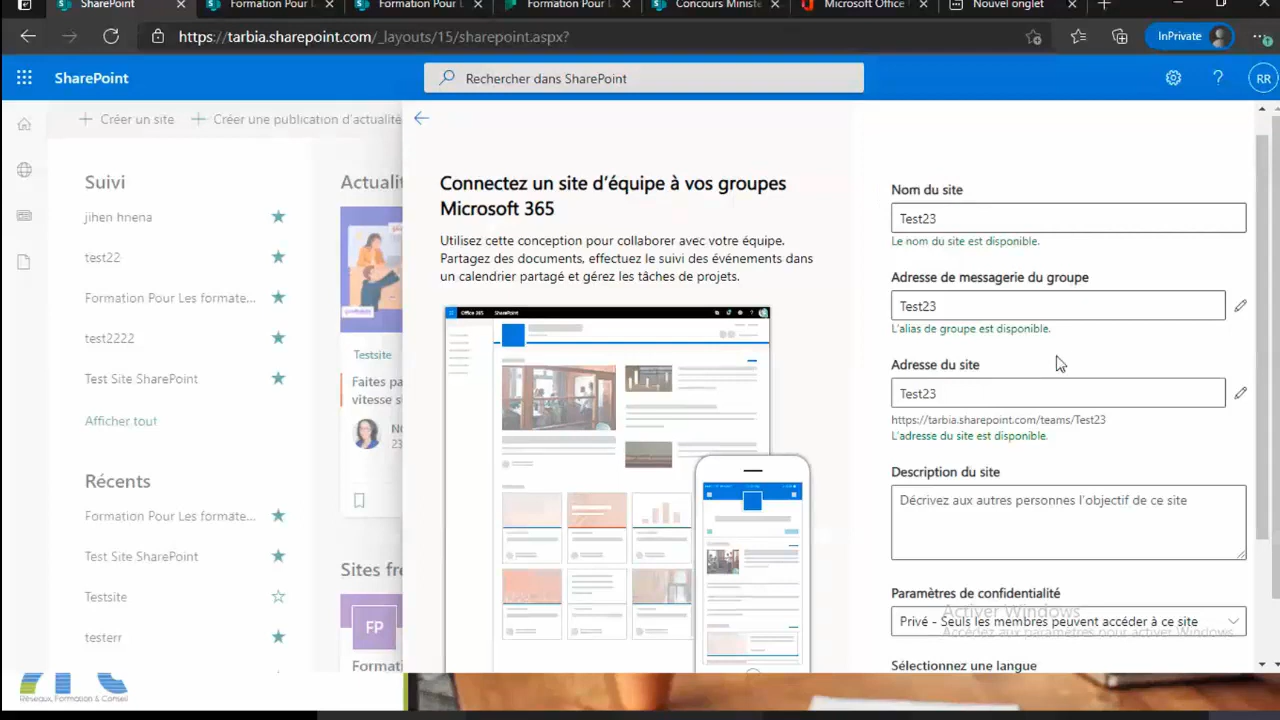 SharePoint
Formation Pour L
Formation Pour L
Formation Pour L
Concours Minist
Microsoft Office
Nouvel onglet
https://tarbia.sharepoint.com/_layouts/15/sharepoint.aspx?
InPrivate
SharePoint
Rechercher dans SharePoint
?
RR
+ Créer un site
+ Créer une publication d'actualité
Suivi
jihen hnena
test22
Formation Pour Les formate...
test2222
Test Site SharePoint
Afficher tout
Récents
Formation Pour Les formate...
Test Site SharePoint
Testsite
testerr
Actualit
Testsite
Faites pa
vitesse s
23
Sites fr
FP
Formati
Connectez un site d'équipe à vos groupes
Microsoft 365
Utilisez cette conception pour collaborer avec votre équipe.
Partagez des documents, effectuez le suivi des événements dans
un calendrier partagé et gérez les tâches de projets.
Office 365 SharePoint
Nom du site
Test23
Le nom du site est disponible.
Adresse de messagerie du groupe
Test23
L'alias de groupe est disponible.
Adresse du site
Test23
https://tarbia.sharepoint.com/teams/Test23
L'adresse du site est disponible.
Description du site
Décrivez aux autres personnes l'objectif de ce site
Paramètres de confidentialité
Activer Windows
Privé - Seuls les membres peuvent accéder à ce site
Accédez aux paramètres pour activer Windows.
Sélectionnez une langue
Réseaux, Formation & Conseil